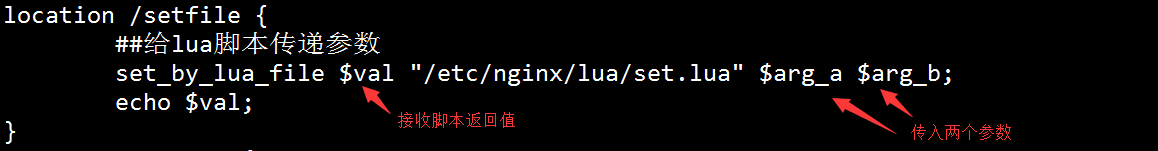 location /setfile {
##给lua脚本传递参数
set_by_lua_file $val "/etc/nginx/lua/set.lua" $arg_a $arg_b;
echo $val;
接收脚本返回值
传入两个参数
}